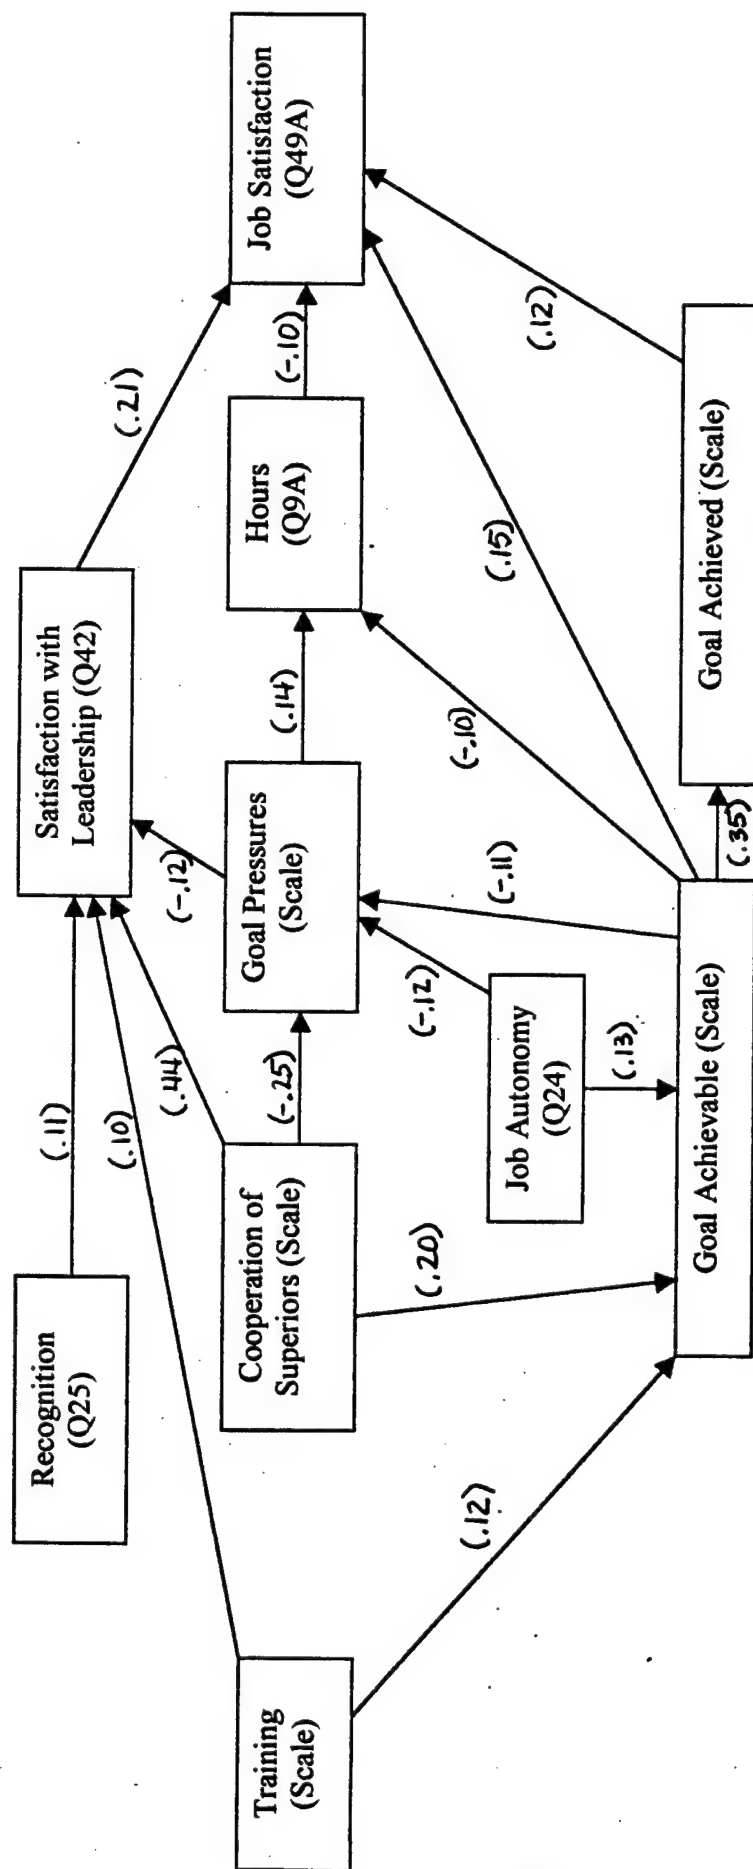 Recognition
(Q25)
Satisfaction with
Leadership (Q42)
(.11)
(.10)
(.21)
Training
(Scale)
Cooperation of
Superiors (Scale)
(.44)
(-.25)
(-.12)
Goal Pressures
(Scale)
(.14)
Hours
(Q9A)
(-.10)
Job Satisfaction
(Q49A)
(.12)
(.20)
Job Autonomy
(Q24)
(-.12)
(.13)
(-.11)
(-.10)
(.15)
(.12)
Goal Achievable (Scale)
(.35)
Goal Achieved (Scale)